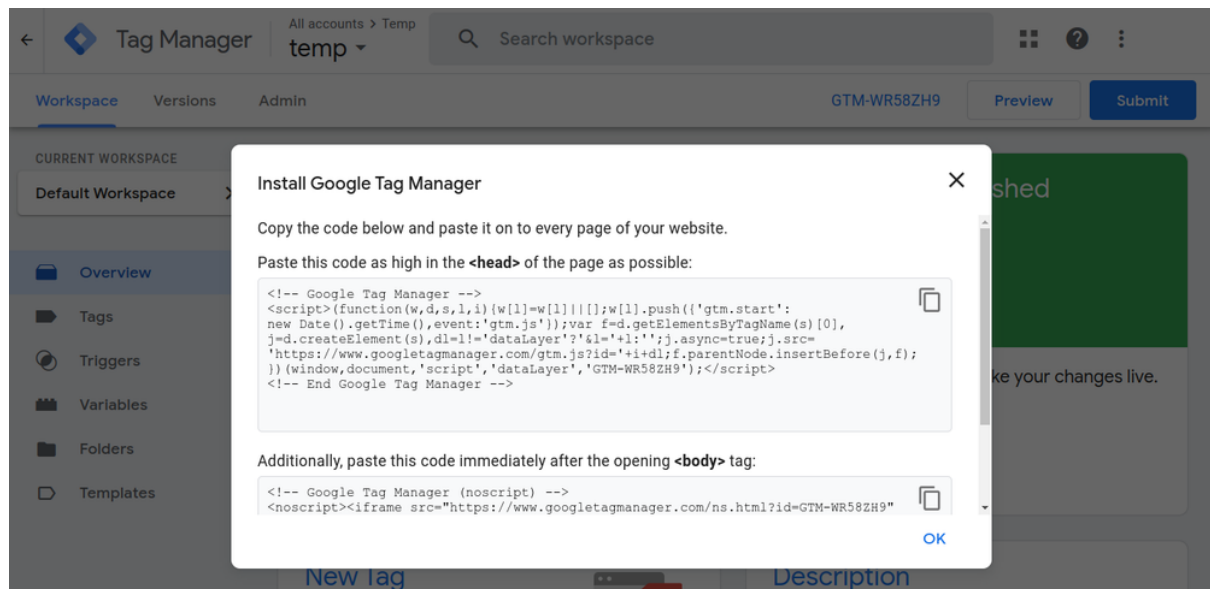 All accounts > Temp
Tag Manager
temp
Search workspace
Workspace
Versions
Admin
GTM-WR58ZH9
Preview
Submit
CURRENT WORKSPACE
Default Workspace
Overview
Tags
Triggers
Variables
Folders
Templates
Install Google Tag Manager
Copy the code below and paste it on to every page of your website.
Paste this code as high in the <head> of the page as possible:
<!-- Google Tag Manager -->
<script>(function(w,d,s,l,i){w[l]=w[l]||[];w[l].push({'gtm.start':
new Date().getTime(),event:'gtm.js'});var f=d.getElementsByTagName(s)[0],
j=d.createElement(s),dl=l!='dataLayer'?'&l='+l:'';j.async=true;j.src=
'https://www.googletagmanager.com/gtm.js?id='+i+dl;f.parentNode.insertBefore(j,f);
})(window,document,'script','dataLayer','GTM-WR58ZH9');</script>
<!-- End Google Tag Manager -->
Additionally, paste this code immediately after the opening <body> tag:
<!-- Google Tag Manager (noscript) -->
<noscript><iframe src="https://www.googletagmanager.com/ns.html?id=GTM-WR58ZH9"
OK
shed
ke your changes live.
New Tag
Description